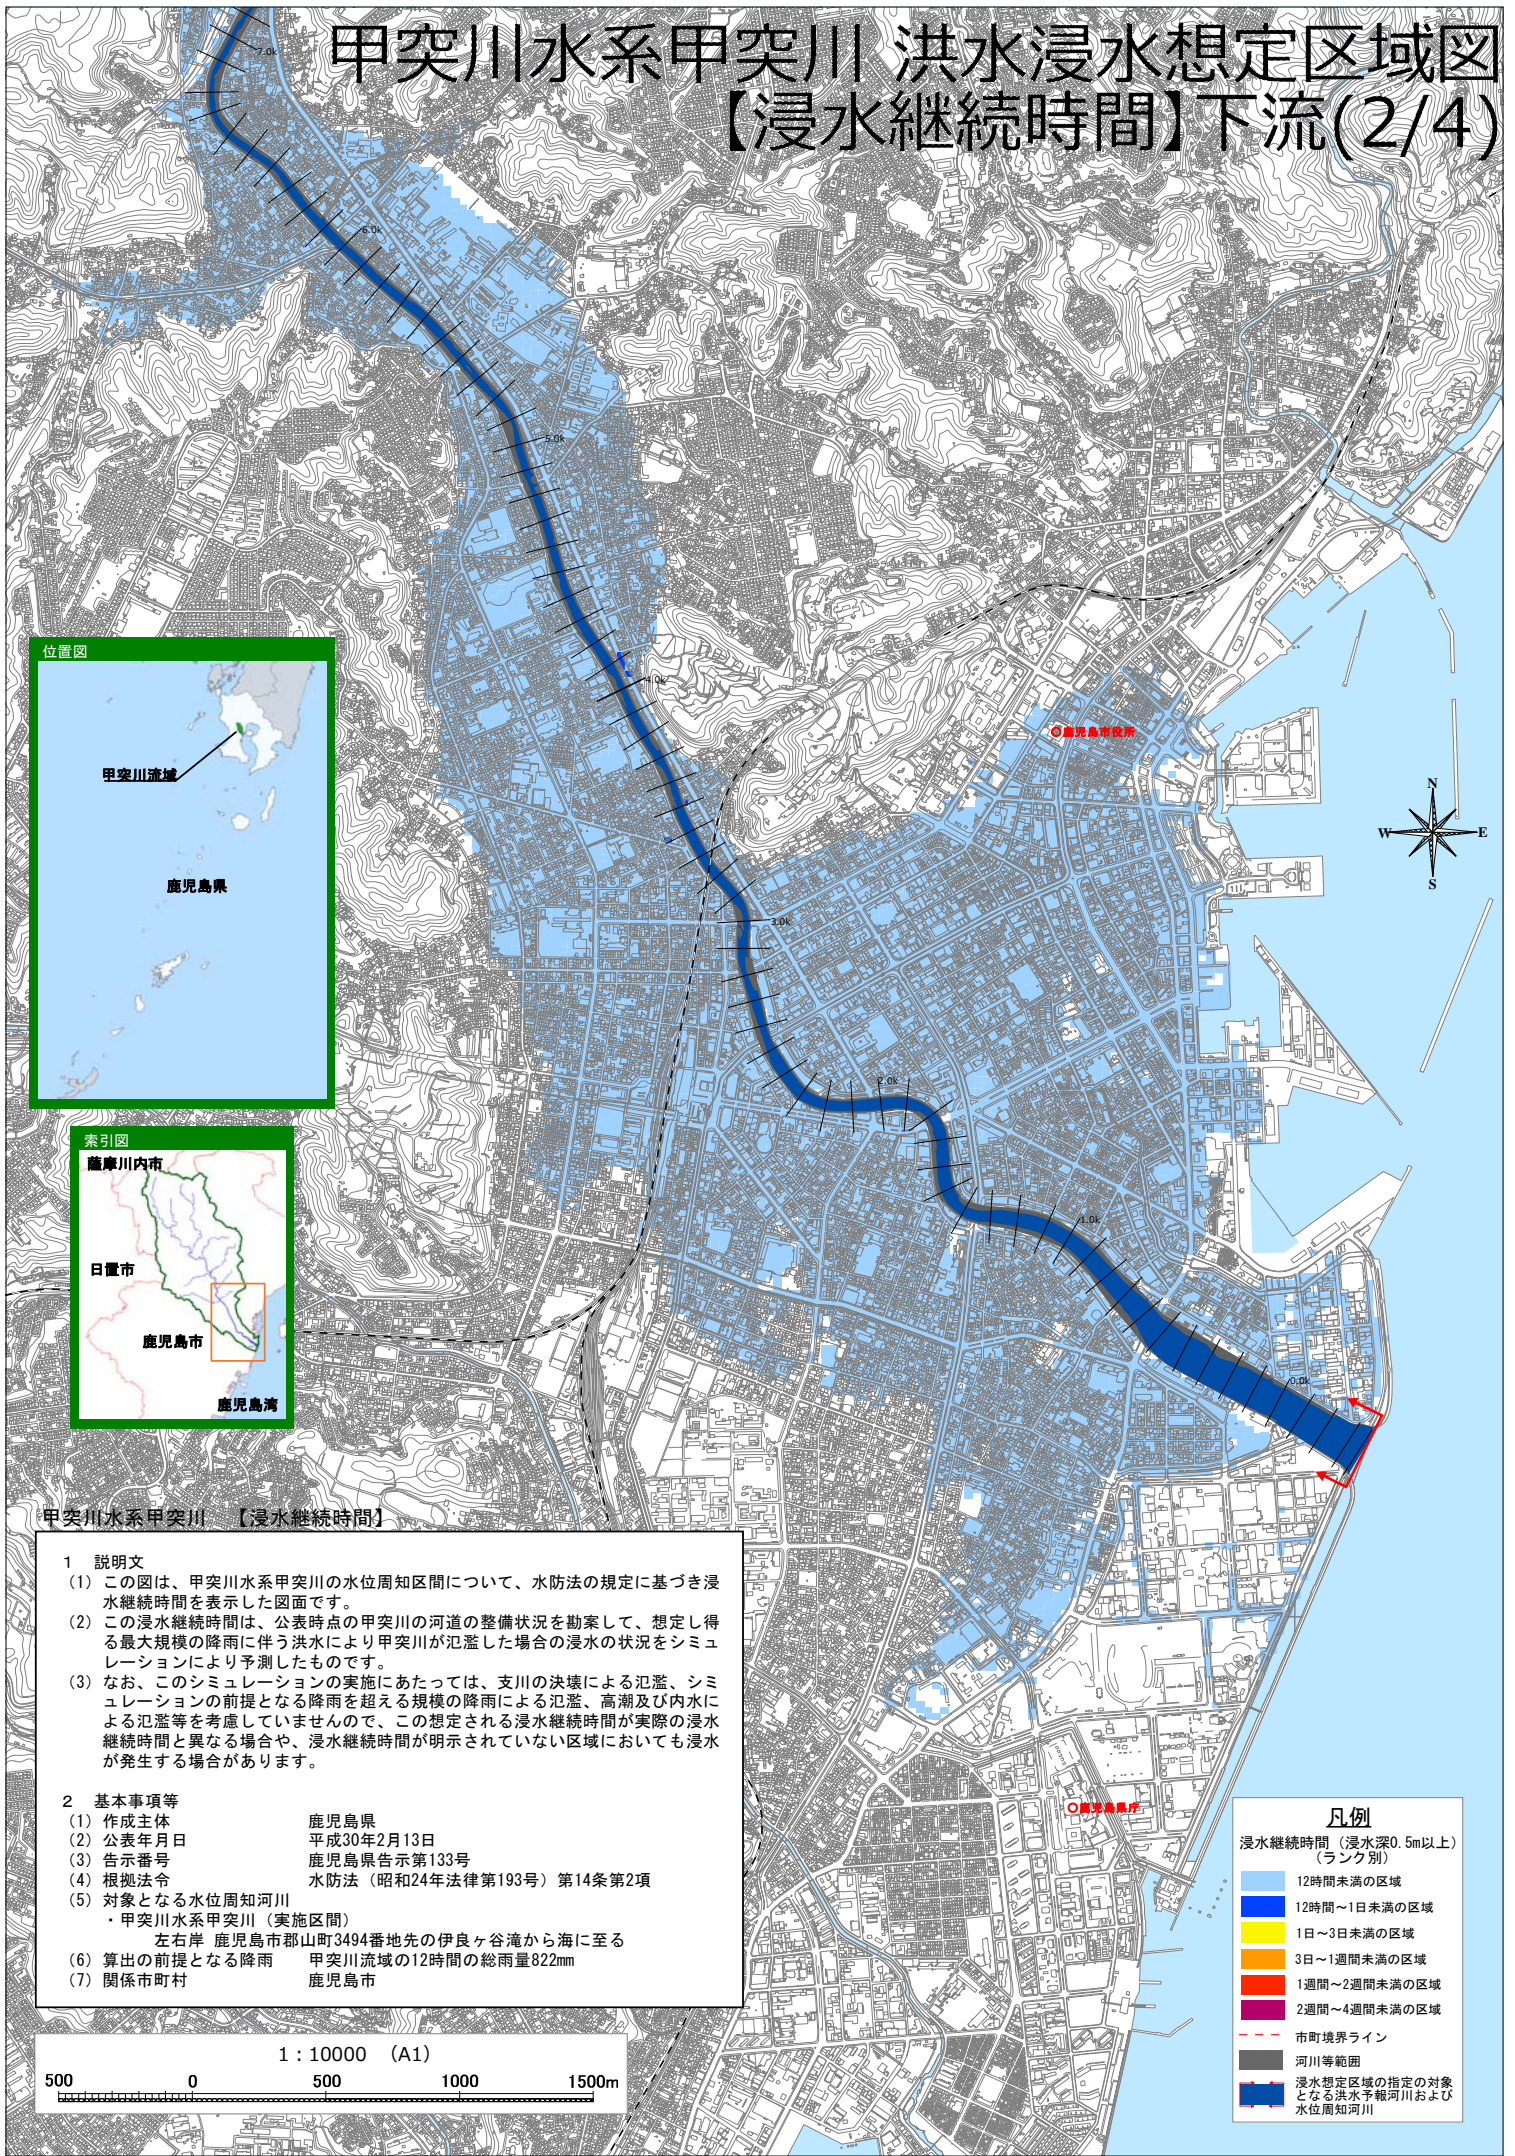 甲突川水系甲突川 洪水浸水想定区域図
【浸水継続時間】下流(2/4)
7.0k
6.0k
5.0k
4.0k
3.0k
2.0k
1.0k
0.0k
鹿児島市役所
鹿児島県庁
N
W
E
S
位置図
甲突川流域
鹿児島県
索引図
薩摩川内市
日置市
鹿児島市
鹿児島湾
甲突川水系甲突川 【浸水継続時間】
1 説明文
(1) この図は、甲突川水系甲突川の水位周知区間について、水防法の規定に基づき浸
水継続時間を表示した図面です。
(2) この浸水継続時間は、公表時点の甲突川の河道の整備状況を勘案して、想定し得
る最大規模の降雨に伴う洪水により甲突川が氾濫した場合の浸水の状況をシミュ
レーションにより予測したものです。
(3) なお、このシミュレーションの実施にあたっては、支川の決壊による氾濫、シミ
ュレーションの前提となる降雨を超える規模の降雨による氾濫、高潮及び内水に
よる氾濫等を考慮していませんので、この想定される浸水継続時間が実際の浸水
継続時間と異なる場合や、浸水継続時間が明示されていない区域においても浸水
が発生する場合があります。
2 基本事項等
(1) 作成主体 鹿児島県
(2) 公表年月日 平成30年2月13日
(3) 告示番号 鹿児島県告示第133号
(4) 根拠法令 水防法（昭和24年法律第193号）第14条第2項
(5) 対象となる水位周知河川
・甲突川水系甲突川（実施区間）
左右岸 鹿児島市郡山町3494番地先の伊良ヶ谷滝から海に至る
(6) 算出の前提となる降雨 甲突川流域の12時間の総雨量822mm
(7) 関係市町村 鹿児島市
1：10000 （A1）
500 0 500 1000 1500m
凡例
浸水継続時間（浸水深0.5m以上）
（ランク別）
12時間未満の区域
12時間～1日未満の区域
1日～3日未満の区域
3日～1週間未満の区域
1週間～2週間未満の区域
2週間～4週間未満の区域
市町境界ライン
河川等範囲
浸水想定区域の指定の対象
となる洪水予報河川および
水位周知河川